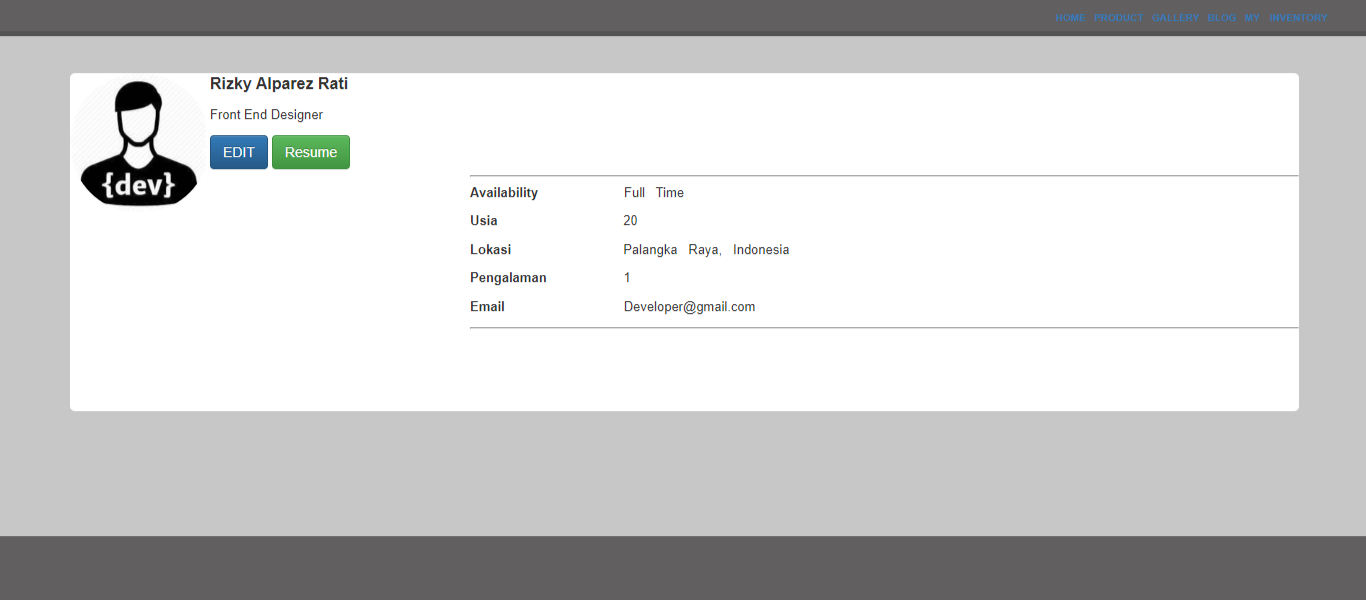 HOME PRODUCT GALLERY BLOG MY INVENTORY
Rizky Alparez Rati
Front End Designer
EDIT Resume
{dev}
Availability Full Time
Usia 20
Lokasi Palangka Raya, Indonesia
Pengalaman 1
Email Developer@gmail.com